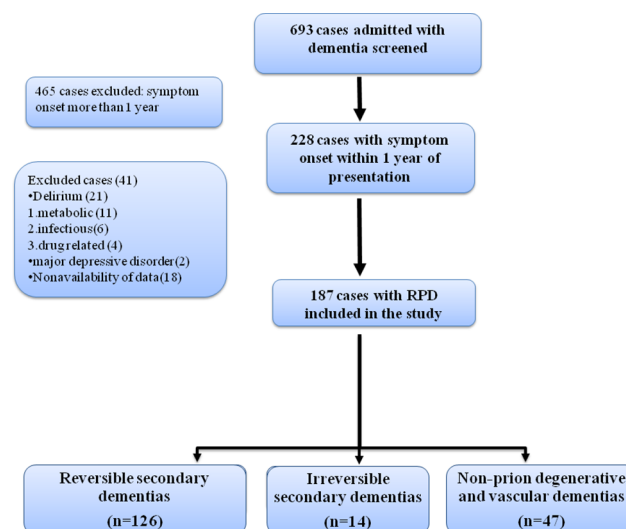 693 cases admitted with
dementia screened
465 cases excluded: symptom
onset more than 1 year
228 cases with symptom
onset within 1 year of
presentation
Excluded cases (41)
•Delirium (21)
1.metabolic (11)
2.infectious(6)
3.drug related (4)
•major depressive disorder(2)
•Nonavailability of data(18)
187 cases with RPD
included in the study
Reversible secondary
dementias
(n=126)
Irreversible
secondary dementias
(n=14)
Non-prion degenerative
and vascular dementias
(n=47)